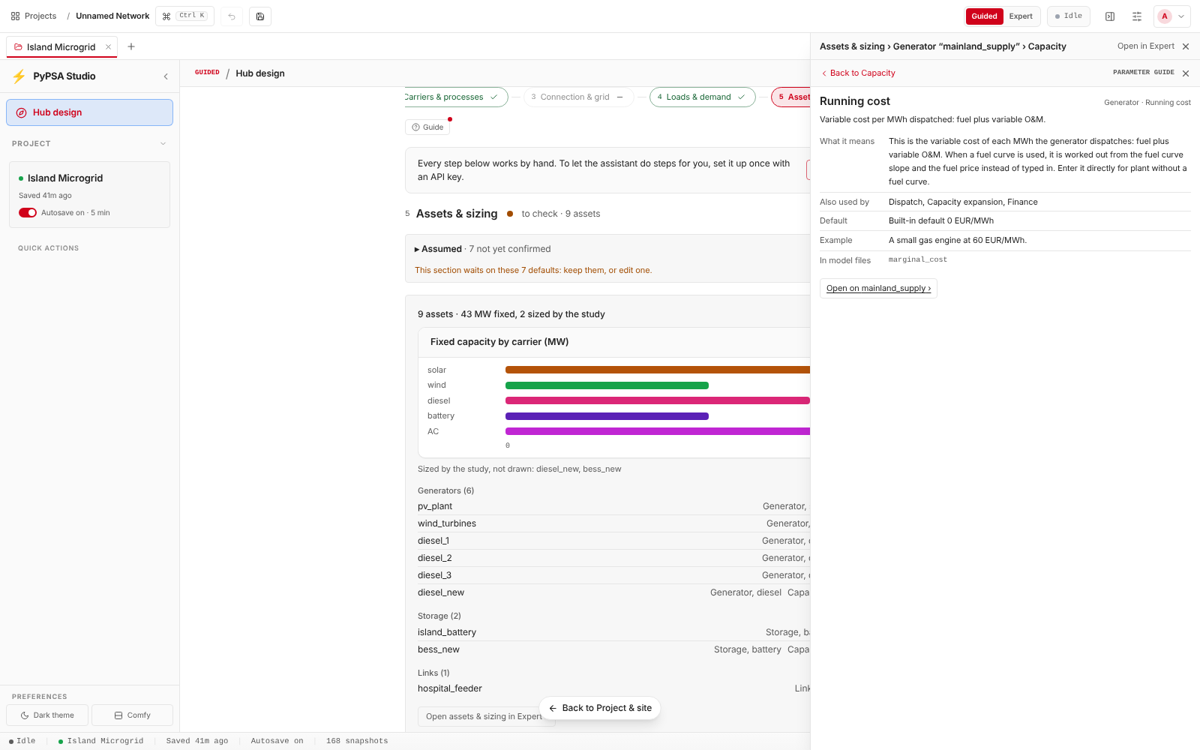 Projects / Unnamed Network ⌘ Ctrl K
Guided Expert Idle A
Island Microgrid × +
PyPSA Studio
Hub design
PROJECT
Island Microgrid
Saved 41m ago
Autosave on · 5 min
QUICK ACTIONS
PREFERENCES
Dark theme Comfy
GUIDED / Hub design
Carriers & processes ✓ 3 Connection & grid – 4 Loads & demand ✓ 5 Asset
Guide
Every step below works by hand. To let the assistant do steps for you, set it up once with
an API key.
5 Assets & sizing to check · 9 assets
▸ Assumed · 7 not yet confirmed
This section waits on these 7 defaults: keep them, or edit one.
9 assets · 43 MW fixed, 2 sized by the study
Fixed capacity by carrier (MW)
solar
wind
diesel
battery
AC
0
Sized by the study, not drawn: diesel_new, bess_new
Generators (6)
pv_plant Generator,
wind_turbines Generator,
diesel_1 Generator,
diesel_2 Generator,
diesel_3 Generator,
diesel_new Generator, diesel Capa
Storage (2)
island_battery Storage, b
bess_new Storage, battery Capa
Links (1)
hospital_feeder Link
Open assets & sizing in Expert
← Back to Project & site
Assets & sizing › Generator “mainland_supply” › Capacity Open in Expert ×
‹ Back to Capacity PARAMETER GUIDE ×
Running cost Generator · Running cost
Variable cost per MWh dispatched: fuel plus variable O&M.
What it means This is the variable cost of each MWh the generator dispatches: fuel plus
variable O&M. When a fuel curve is used, it is worked out from the fuel curve
slope and the fuel price instead of typed in. Enter it directly for plant without a
fuel curve.
Also used by Dispatch, Capacity expansion, Finance
Default Built-in default 0 EUR/MWh
Example A small gas engine at 60 EUR/MWh.
In model files marginal_cost
Open on mainland_supply ›
Idle Island Microgrid Saved 41m ago Autosave on 168 snapshots